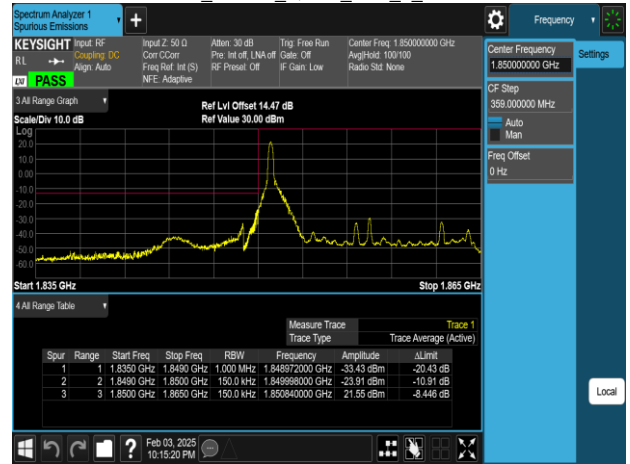 Spectrum Analyzer 1
Spurious Emissions
Frequency
KEYSIGHT
RL
LXI PASS
Input: RF
Coupling: DC
Align: Auto
Input Z: 50 Ω
Corr CCorr
Freq Ref: Int (S)
NFE: Adaptive
Atten: 30 dB
Pre: Int off, LNA off
RF Preset: Off
Trig: Free Run
Gate: Off
IF Gain: Low
Center Freq: 1.850000000 GHz
Avg|Hold: 100/100
Radio Std: None
Center Frequency
1.850000000 GHz
Settings
CF Step
359.000000 MHz
Auto
Man
Freq Offset
0 Hz
3 All Range Graph
Scale/Div 10.0 dB
Ref Lvl Offset 14.47 dB
Ref Value 30.00 dBm
Log
20.0
10.0
0.00
-10.0
-20.0
-30.0
-40.0
-50.0
-60.0
Start 1.835 GHz
Stop 1.865 GHz
4 All Range Table
Measure Trace Trace 1
Trace Type Trace Average (Active)
Spur Range Start Freq Stop Freq RBW Frequency Amplitude ΔLimit
1 1 1.8350 GHz 1.8490 GHz 1.000 MHz 1.848972000 GHz -33.43 dBm -20.43 dB
2 2 1.8490 GHz 1.8500 GHz 150.0 kHz 1.849998000 GHz -23.91 dBm -10.91 dB
3 3 1.8500 GHz 1.8650 GHz 150.0 kHz 1.850840000 GHz 21.55 dBm -8.446 dB
Local
?
Feb 03, 2025
10:15:20 PM